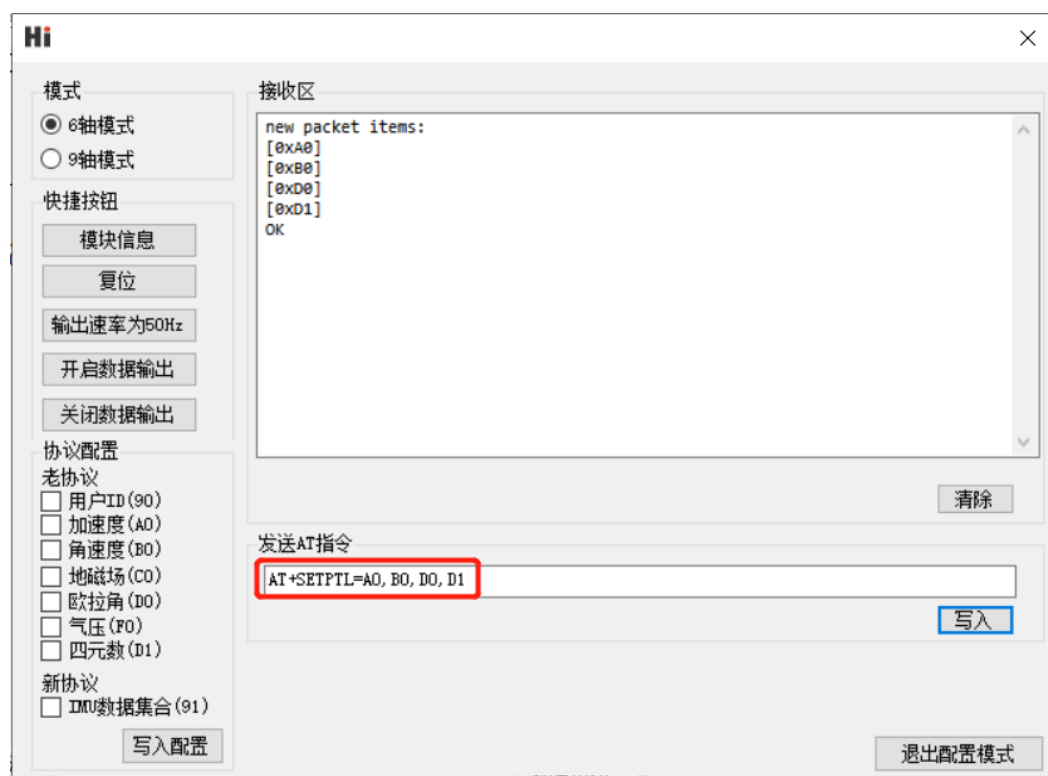 Hi
模式
6轴模式
9轴模式
快捷按钮
模块信息
复位
输出速率为50Hz
开启数据输出
关闭数据输出
协议配置
老协议
用户ID(90)
加速度(A0)
角速度(B0)
地磁场(C0)
欧拉角(D0)
气压(F0)
四元数(D1)
新协议
IMU数据集合(91)
写入配置
接收区
new packet items:
[0xA0]
[0xB0]
[0xD0]
[0xD1]
OK
清除
发送AT指令
AT+SETPTL=A0,B0,D0,D1
写入
退出配置模式